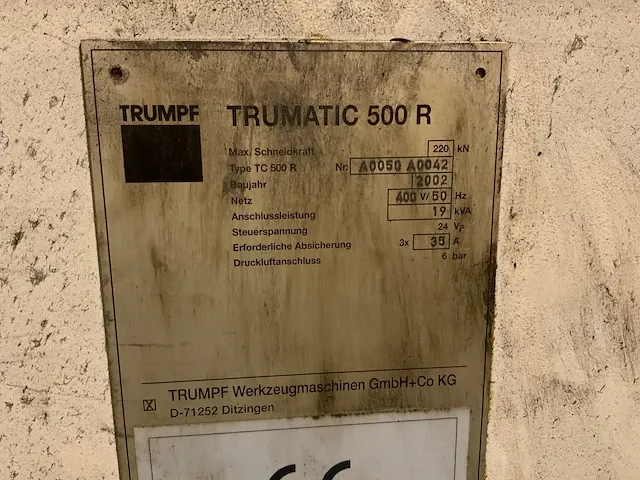 TRUMPF
TRUMATIC 500 R
Max. Schneidkraft 220 kN
Type TC 500 R Nr. A0050 A0042
Baujahr 2002
Netz 400 V/ 50 Hz
Anschlussleistung 19 kVA
Steuerspannung 24 V
Erforderliche Absicherung 3x 35 A
Druckluftanschluss 6 bar
TRUMPF Werkzeugmaschinen GmbH+Co KG
D-71252 Ditzingen
CE